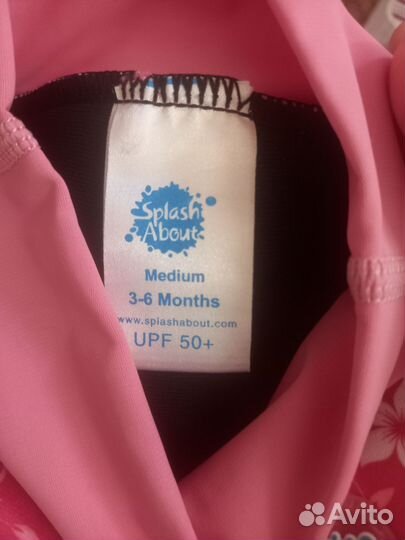 Splash
About
Medium
3-6 Months
www.splashabout.com
UPF 50+
Avito